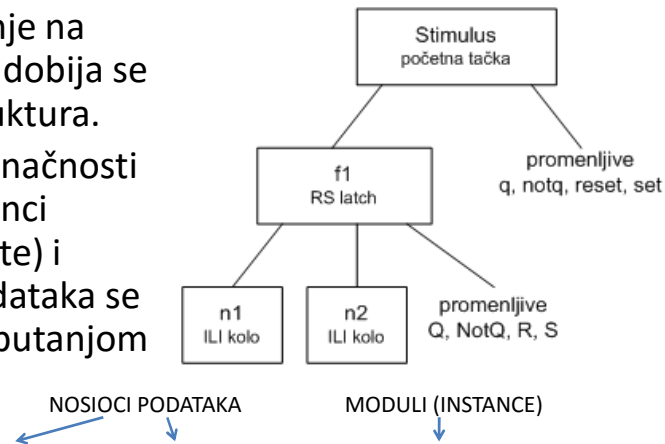 nje na
dobija se
uktura.
načnosti
nci
te) i
dataka se
putanjom
Stimulus
početna tačka
f1
RS latch
promenljive
q, notq, reset, set
n1
ILI kolo
n2
ILI kolo
promenljive
Q, NotQ, R, S
NOSIOCI PODATAKA
MODULI (INSTANCE)